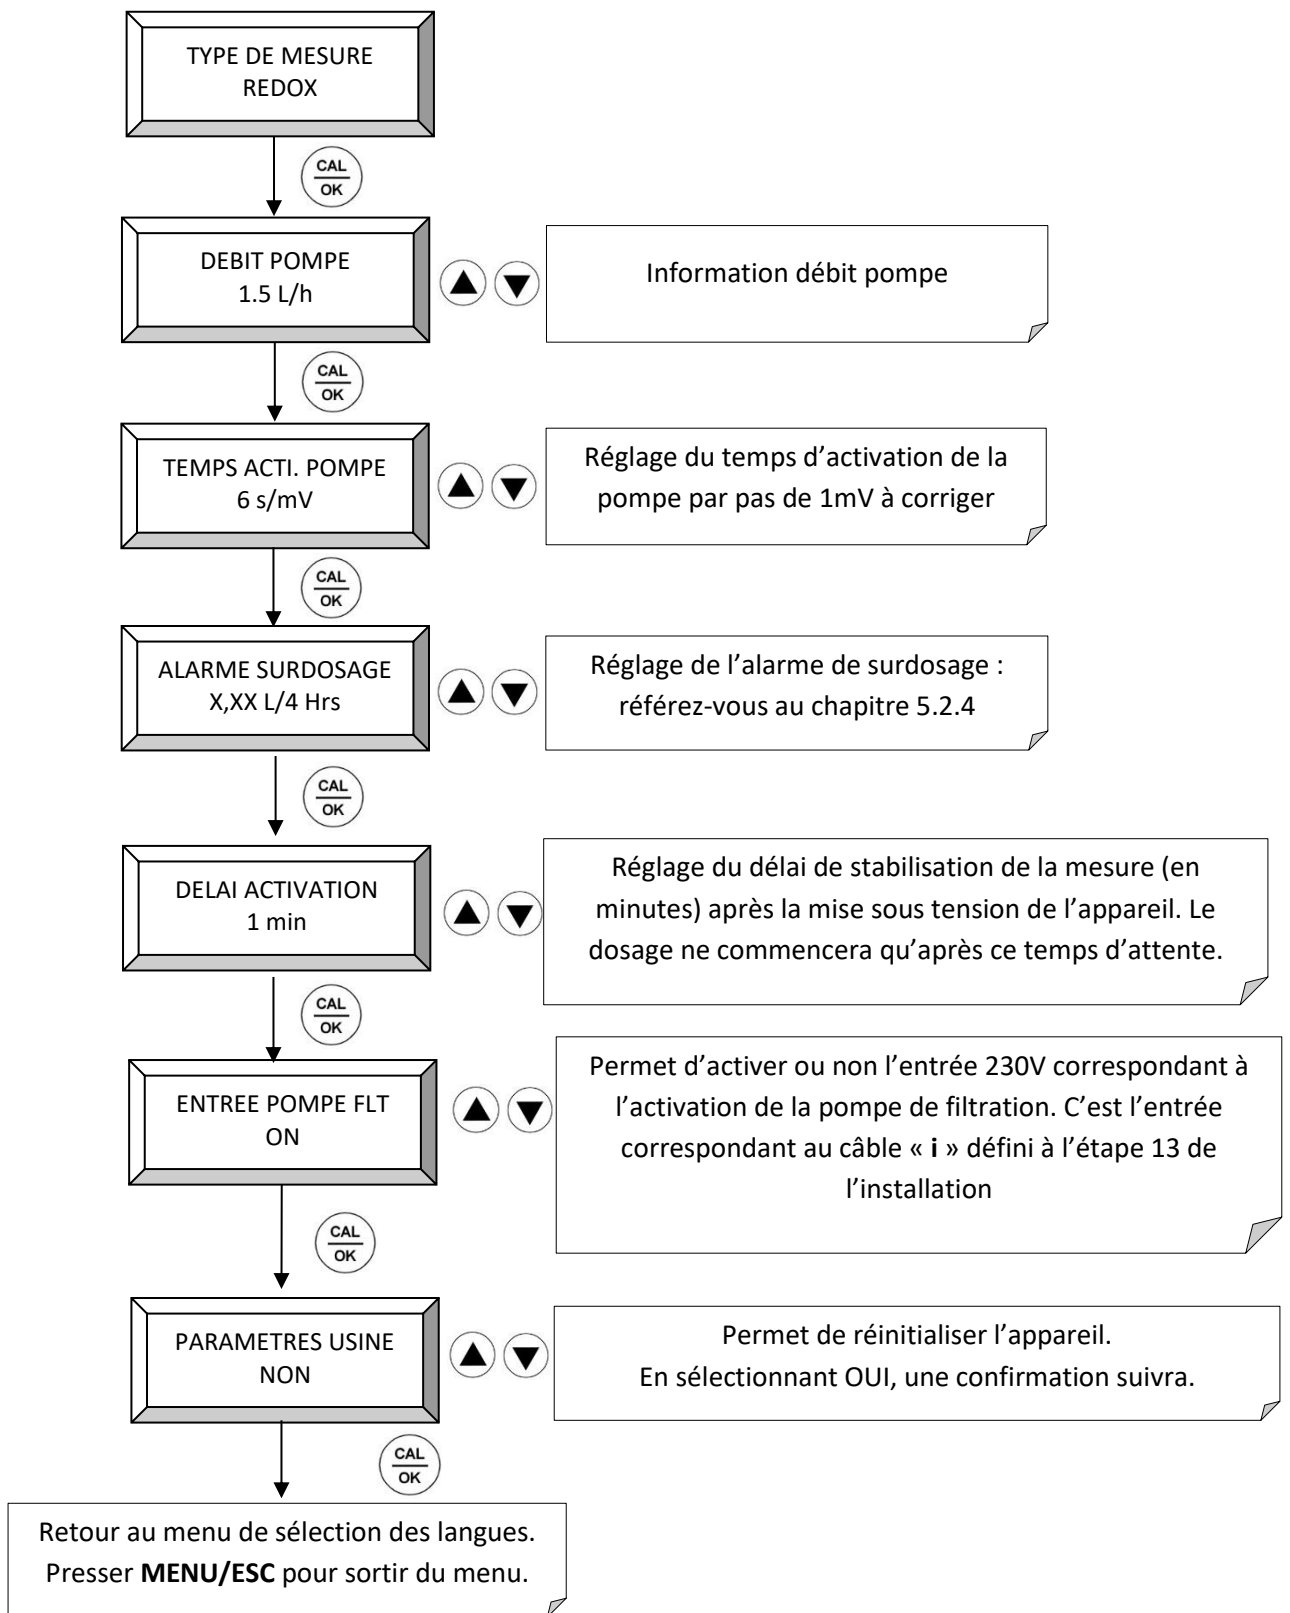 TYPE DE MESURE
REDOX
CAL
OK
DEBIT POMPE
1.5 L/h
Information débit pompe
CAL
OK
TEMPS ACTI. POMPE
6 s/mV
Réglage du temps d’activation de la
pompe par pas de 1mV à corriger
CAL
OK
ALARME SURDOSAGE
X,XX L/4 Hrs
Réglage de l’alarme de surdosage :
référez-vous au chapitre 5.2.4
CAL
OK
DELAI ACTIVATION
1 min
Réglage du délai de stabilisation de la mesure (en
minutes) après la mise sous tension de l’appareil. Le
dosage ne commencera qu’après ce temps d’attente.
CAL
OK
ENTREE POMPE FLT
ON
Permet d’activer ou non l’entrée 230V correspondant à
l’activation de la pompe de filtration. C’est l’entrée
correspondant au câble « i » défini à l’étape 13 de
l’installation
CAL
OK
PARAMETRES USINE
NON
Permet de réinitialiser l’appareil.
En sélectionnant OUI, une confirmation suivra.
CAL
OK
Retour au menu de sélection des langues.
Presser MENU/ESC pour sortir du menu.